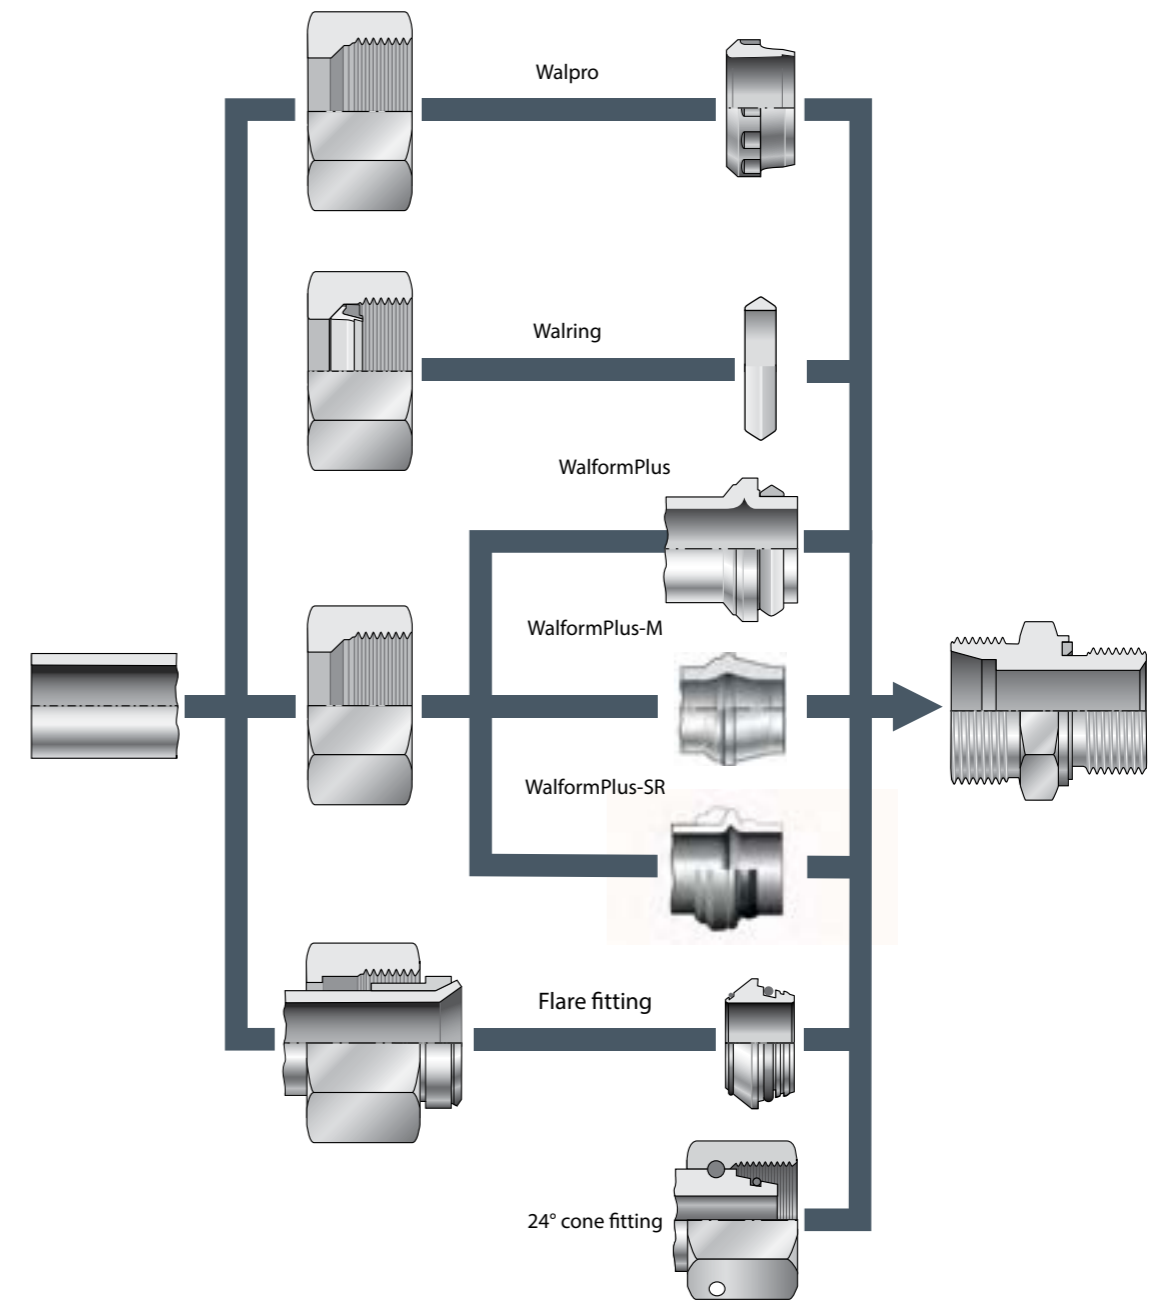 Walpro
Walring
WalformPlus
WalformPlus-M
WalformPlus-SR
Flare fitting
24° cone fitting